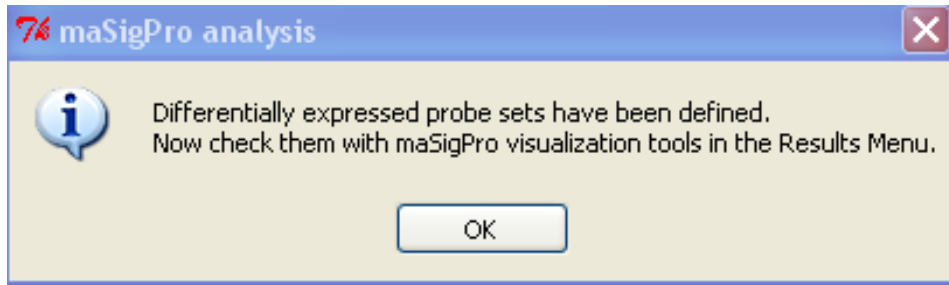 maSigPro analysis
Differentially expressed probe sets have been defined.
Now check them with maSigPro visualization tools in the Results Menu.
OK